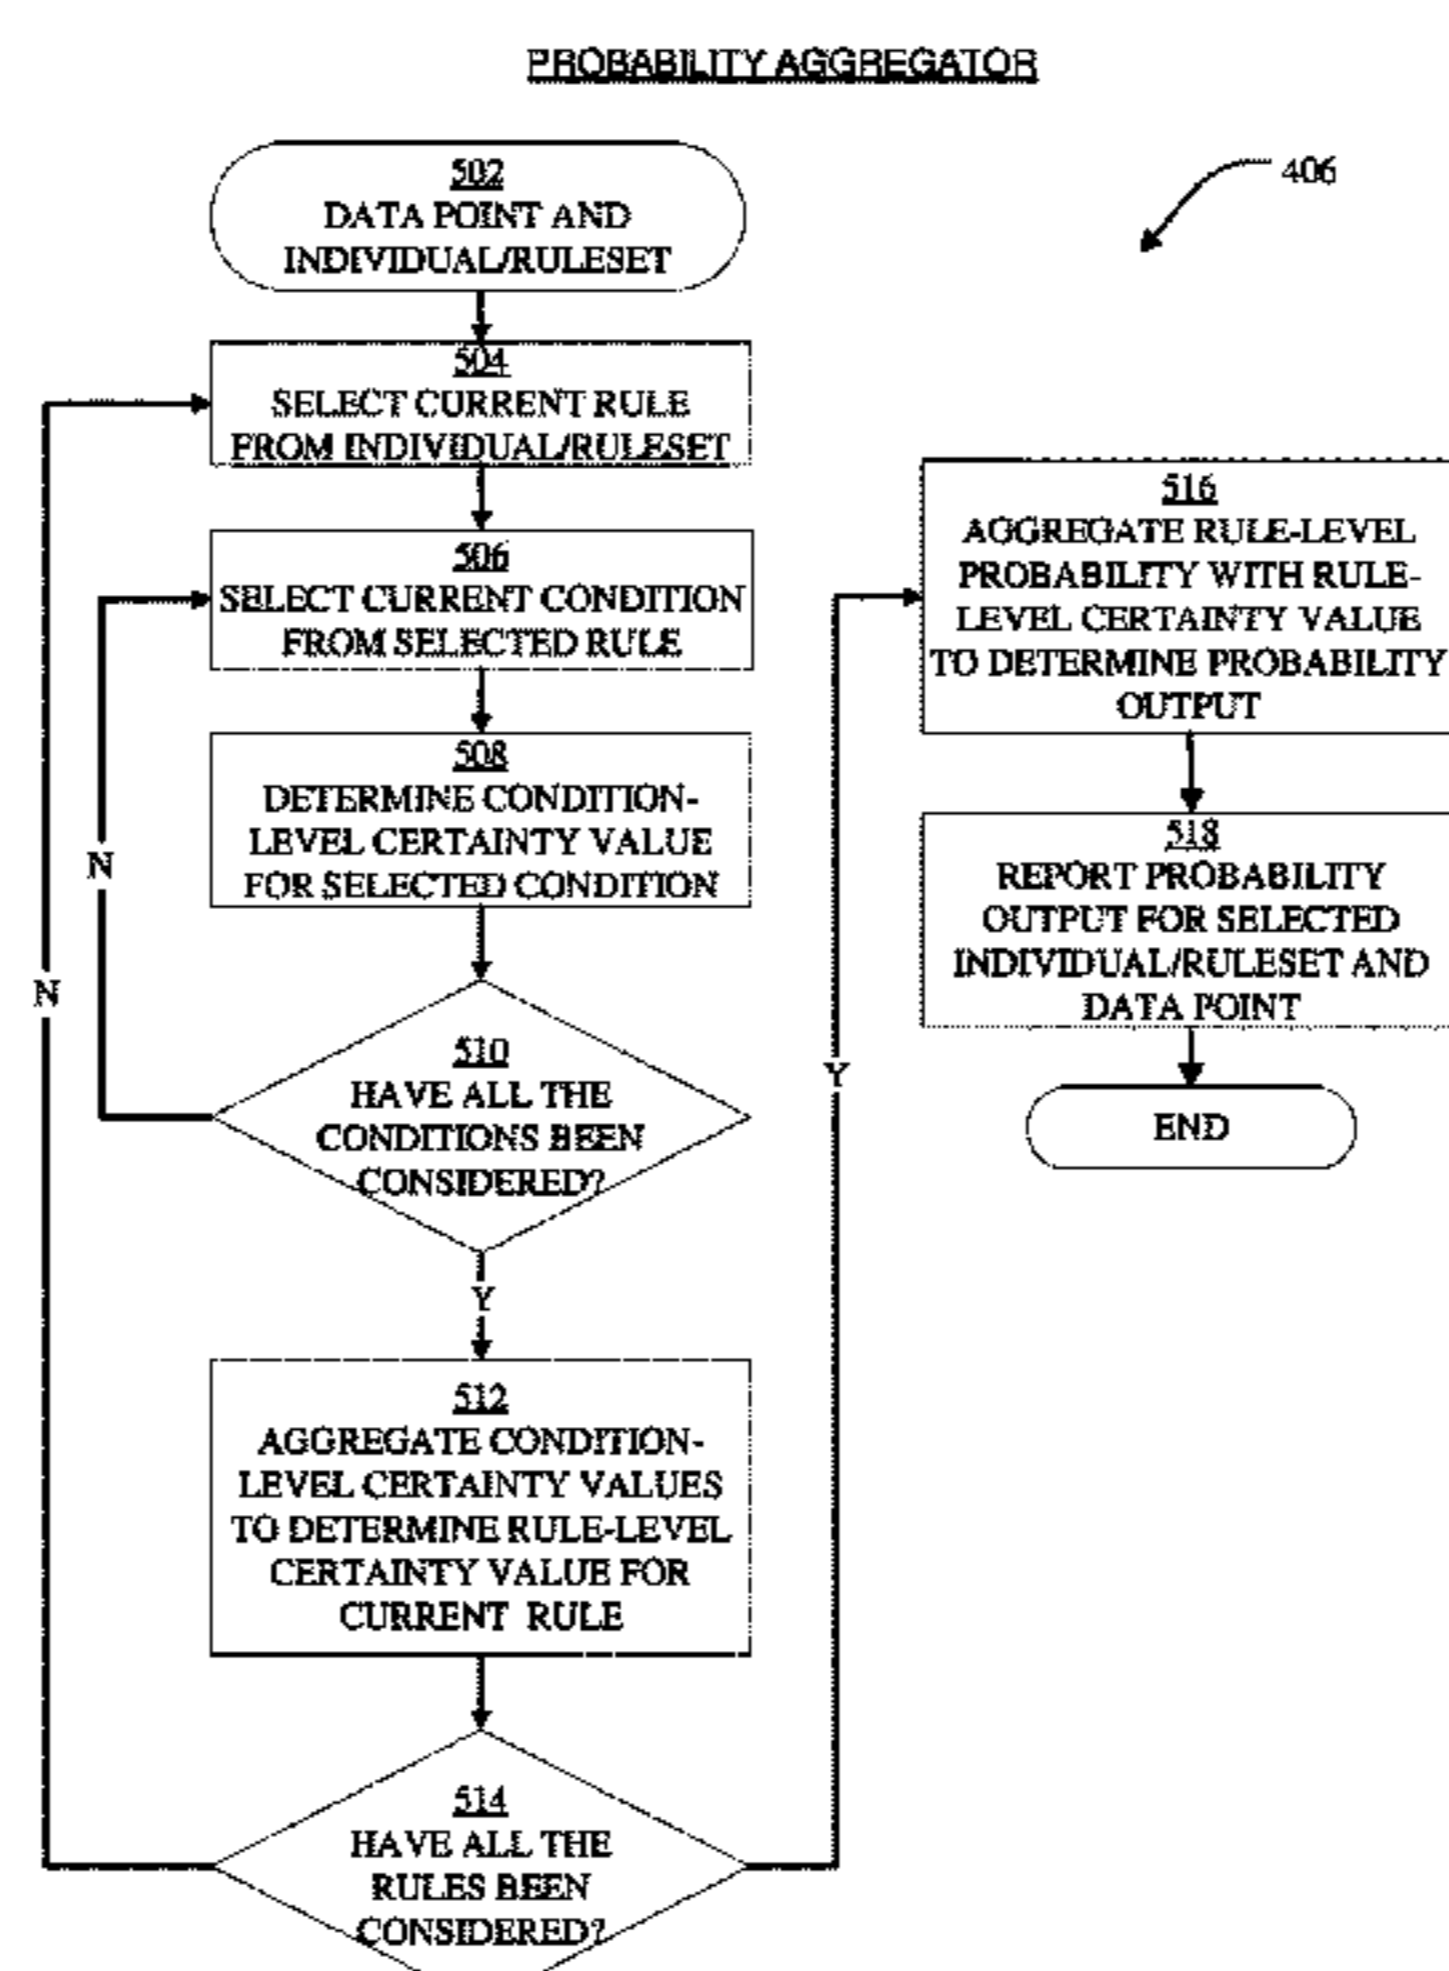 PROBABILITY AGGREGATOR
406
502
DATA POINT AND
INDIVIDUAL/RULESET
504
SELECT CURRENT RULE
FROM INDIVIDUAL/RULESET
506
SELECT CURRENT CONDITION
FROM SELECTED RULE
508
DETERMINE CONDITION-
LEVEL CERTAINTY VALUE
FOR SELECTED CONDITION
N
N
510
HAVE ALL THE
CONDITIONS BEEN
CONSIDERED?
Y
512
AGGREGATE CONDITION-
LEVEL CERTAINTY VALUES
TO DETERMINE RULE-LEVEL
CERTAINTY VALUE FOR
CURRENT RULE
514
HAVE ALL THE
RULES BEEN
CONSIDERED?
Y
516
AGGREGATE RULE-LEVEL
PROBABILITY WITH RULE-
LEVEL CERTAINTY VALUE
TO DETERMINE PROBABILITY
OUTPUT
518
REPORT PROBABILITY
OUTPUT FOR SELECTED
INDIVIDUAL/RULESET AND
DATA POINT
END